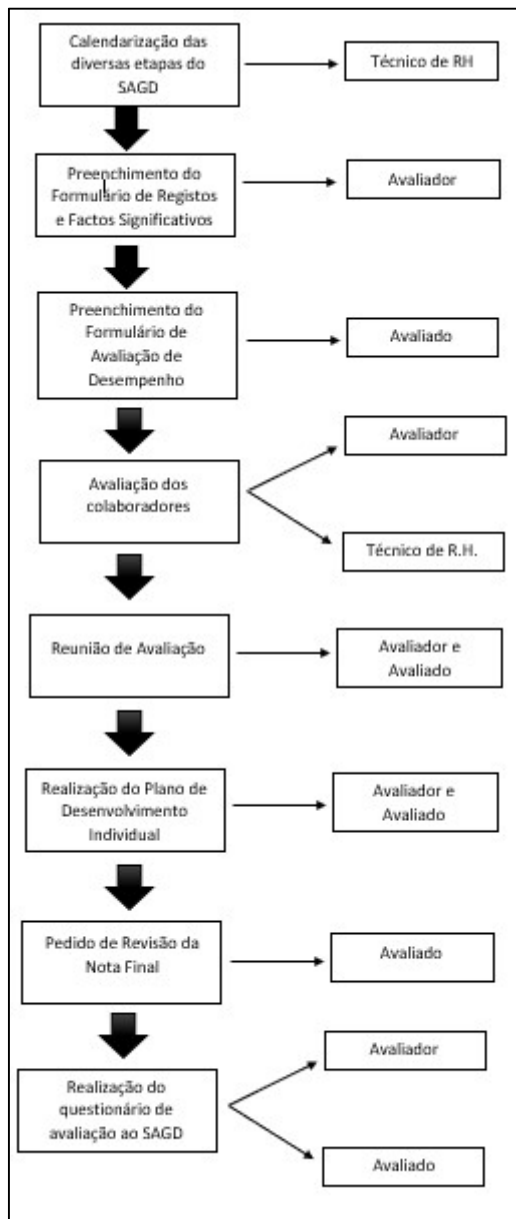 Calendarização das
diversas etapas do
SAGD
Técnico de RH
Preenchimento do
Formulário de Registos
e Factos Significativos
Avaliador
Preenchimento do
Formulário de
Avaliação de
Desempenho
Avaliado
Avaliação dos
colaboradores
Avaliador
Técnico de R.H.
Reunião de Avaliação
Avaliador e
Avaliado
Realização do Plano de
Desenvolvimento
Individual
Avaliador e
Avaliado
Pedido de Revisão da
Nota Final
Avaliado
Realização do
questionário de
avaliação ao SAGD
Avaliador
Avaliado